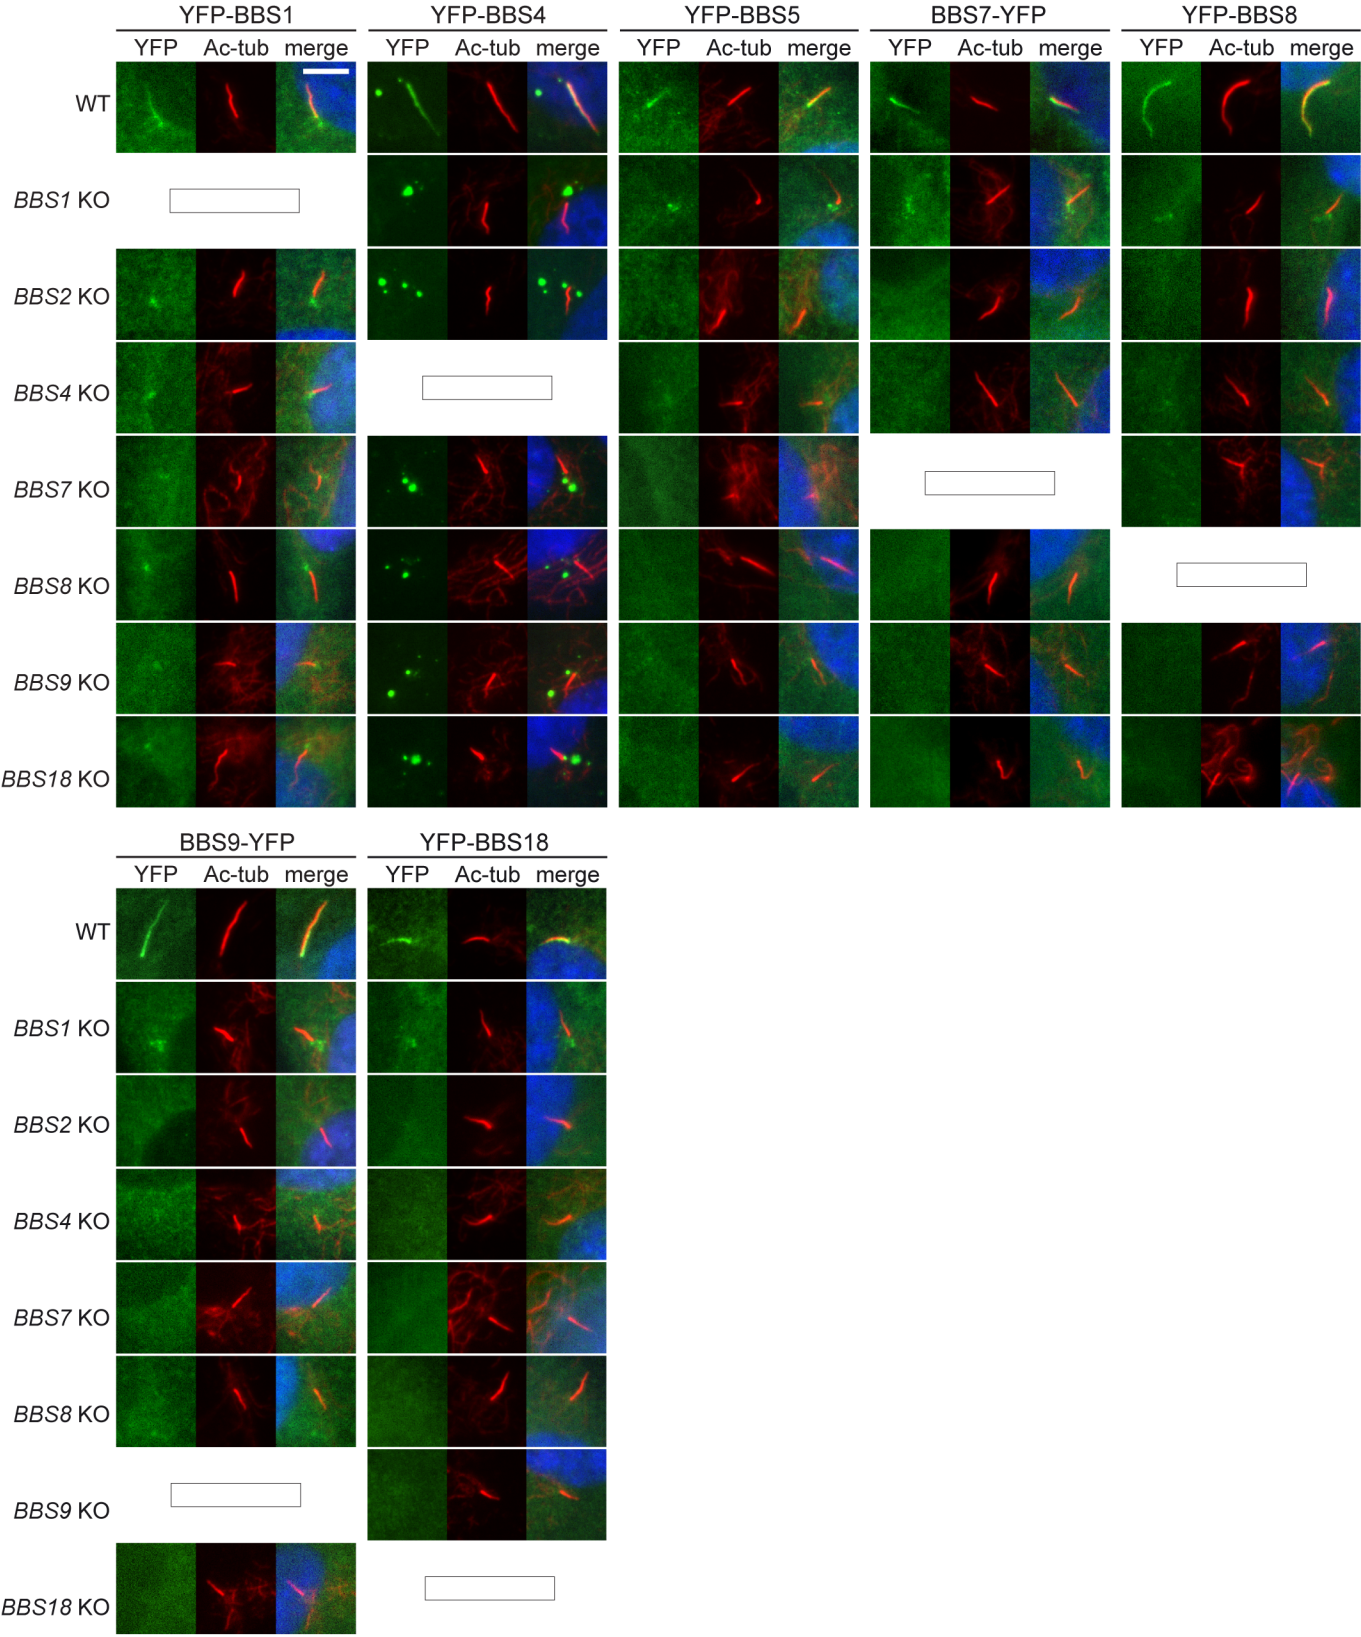 YFP-BBS1 YFP-BBS4 YFP-BBS5 BBS7-YFP YFP-BBS8
YFP Ac-tub merge YFP Ac-tub merge YFP Ac-tub merge YFP Ac-tub merge YFP Ac-tub merge
WT
BBS1 KO
BBS2 KO
BBS4 KO
BBS7 KO
BBS8 KO
BBS9 KO
BBS18 KO
BBS9-YFP YFP-BBS18
YFP Ac-tub merge YFP Ac-tub merge
WT
BBS1 KO
BBS2 KO
BBS4 KO
BBS7 KO
BBS8 KO
BBS9 KO
BBS18 KO